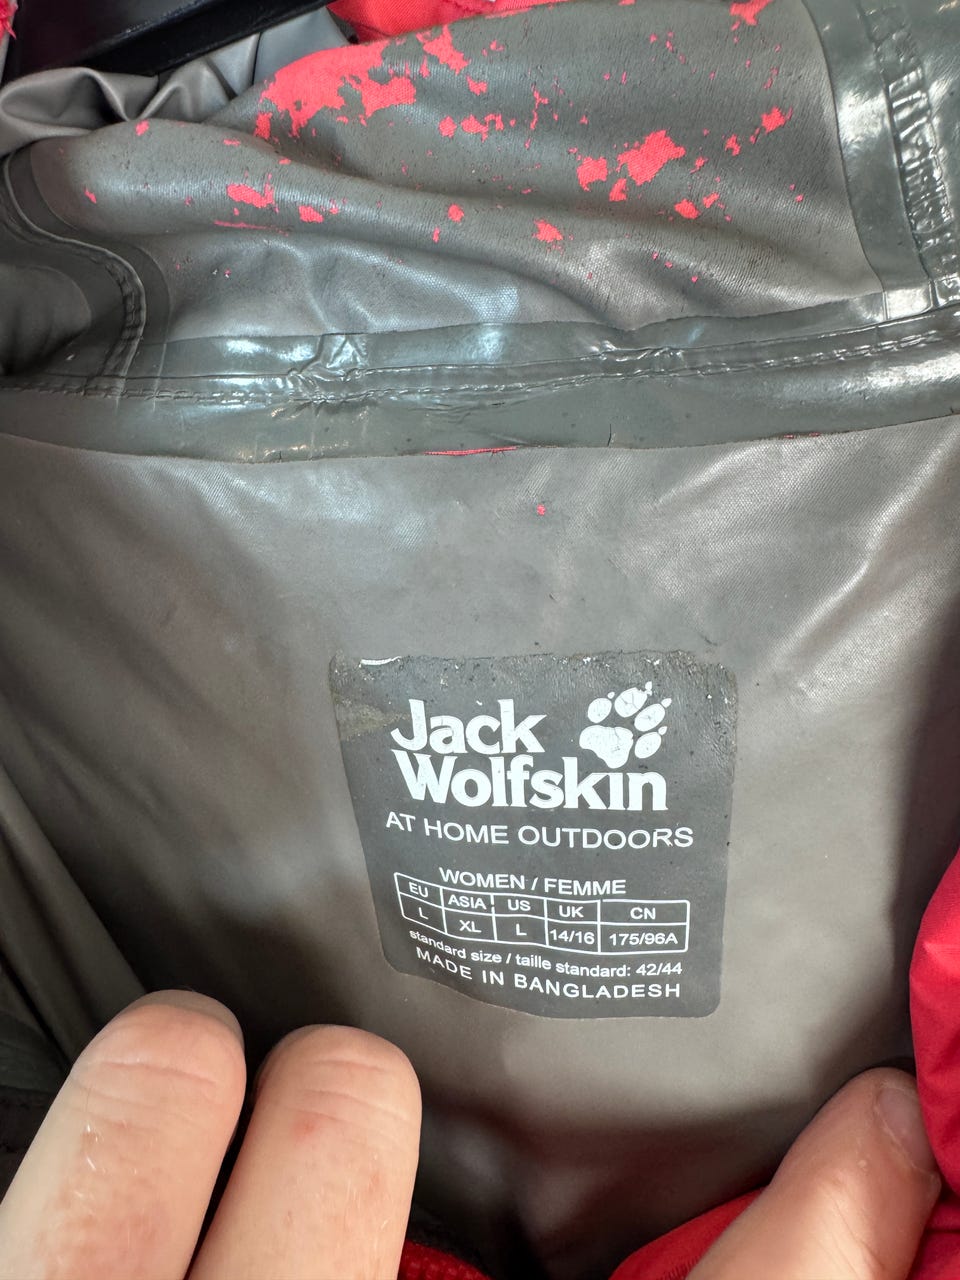 Jack
Wolfskin
AT HOME OUTDOORS
WOMEN / FEMME
EU ASIA US UK CN
L XL L 14/16 175/96A
standard size / taille standard: 42/44
MADE IN BANGLADESH